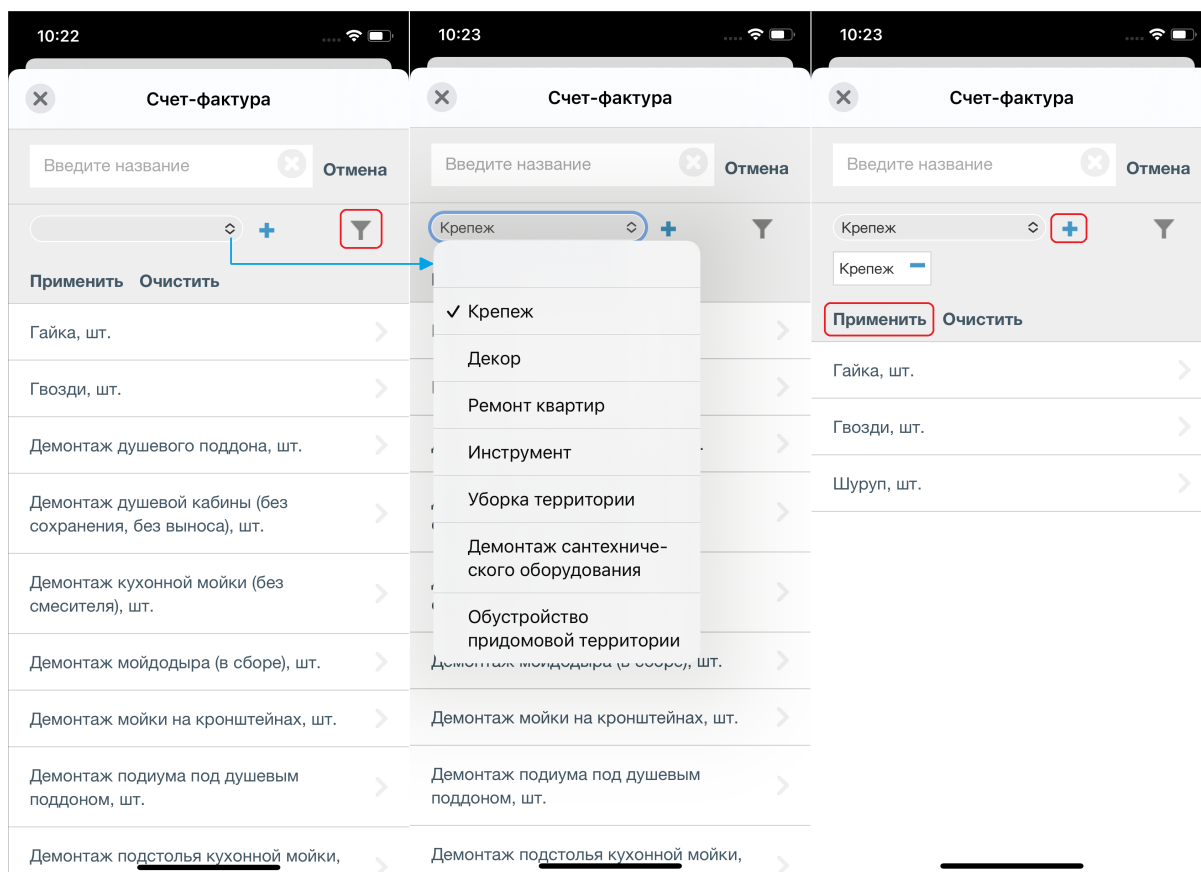 10:22
Счет-фактура
Введите название
Отмена
Применить Очистить
Гайка, шт.
Гвозди, шт.
Демонтаж душевого поддона, шт.
Демонтаж душевой кабины (без
сохранения, без выноса), шт.
Демонтаж кухонной мойки (без
смесителя), шт.
Демонтаж мойдодыра (в сборе), шт.
Демонтаж мойки на кронштейнах, шт.
Демонтаж подиума под душевым
поддоном, шт.
Демонтаж подстолья кухонной мойки,
10:23
Счет-фактура
Введите название
Отмена
Крепеж
✓ Крепеж
Декор
Ремонт квартир
Инструмент
Уборка территории
Демонтаж сантехниче-
ского оборудования
Обустройство
придомовой территории
Демонтаж мойдодыра (в сборе), шт.
Демонтаж мойки на кронштейнах, шт.
Демонтаж подиума под душевым
поддоном, шт.
Демонтаж подстолья кухонной мойки,
10:23
Счет-фактура
Введите название
Отмена
Крепеж
Крепеж
Применить Очистить
Гайка, шт.
Гвозди, шт.
Шуруп, шт.